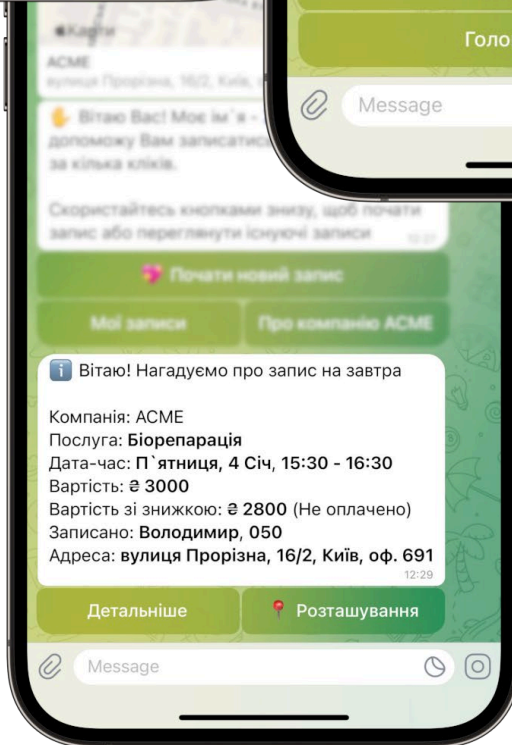 Голо
Message
Карти
ACME
вулиця Прорізна, 16/2, Київ,
Вітаю Вас! Моє ім`я -
допоможу Вам записатись
за кілька кліків.
Скористайтесь кнопками знизу, щоб почати
запис або переглянути існуючі записи
💖 Почати новий запис
Мої записи
Про компанію ACME
Вітаю! Нагадуємо про запис на завтра
Компанія: ACME
Послуга: Біорепарація
Дата-час: П`ятниця, 4 Січ, 15:30 - 16:30
Вартість: ₴ 3000
Вартість зі знижкою: ₴ 2800 (Не оплачено)
Записано: Володимир, 050
Адреса: вулиця Прорізна, 16/2, Київ, оф. 691
12:29
Детальніше
📍 Розташування
Message